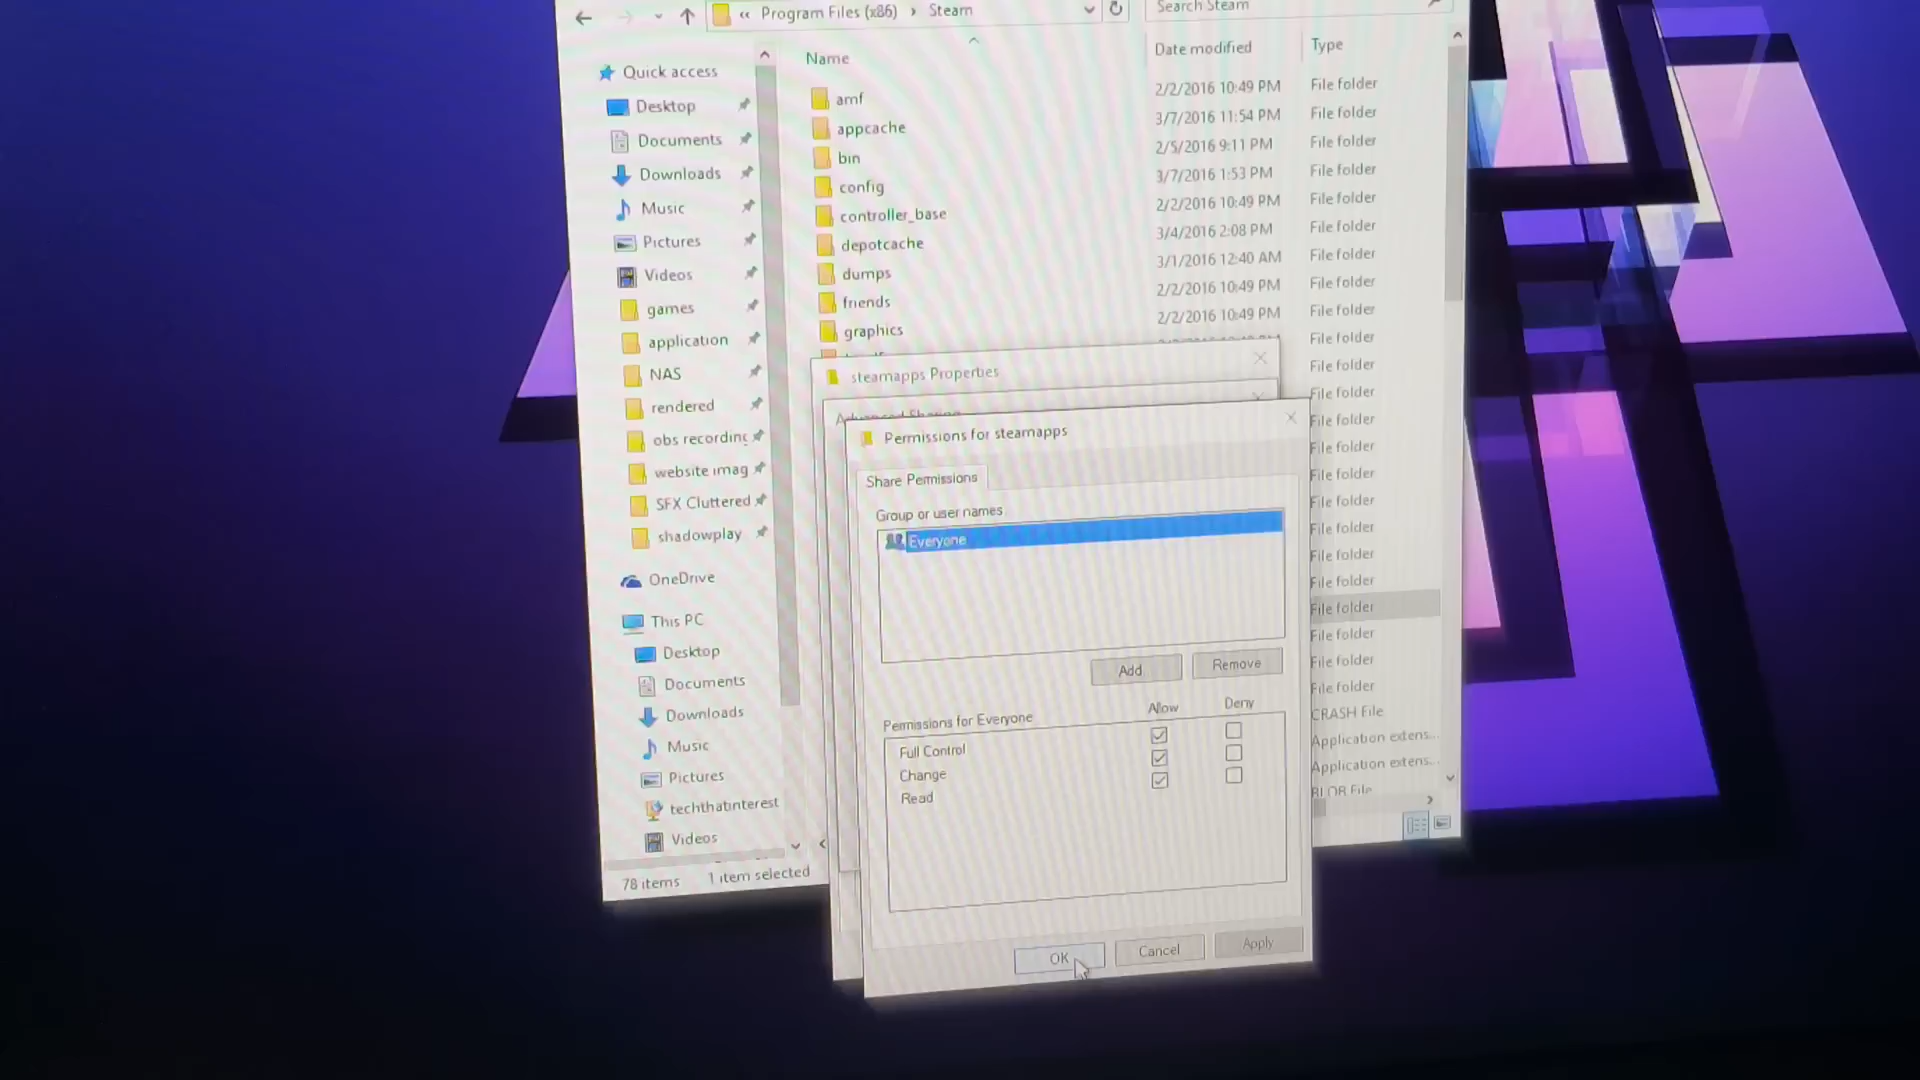 « Program Files (x86) › Steam
Search Steam
Name
Date modified
Type
Quick access
Desktop
Documents
Downloads
Music
Pictures
Videos
games
application
NAS
rendered
obs recording
website imag
SFX Cluttered
shadowplay
OneDrive
This PC
Desktop
Documents
Downloads
Music
Pictures
techthatinterest
Videos
78 items 1 item selected
amf 2/2/2016 10:49 PM File folder
appcache 3/7/2016 11:54 PM File folder
bin 2/5/2016 9:11 PM File folder
config 3/7/2016 1:53 PM File folder
controller_base 2/2/2016 10:49 PM File folder
depotcache 3/4/2016 2:08 PM File folder
dumps 3/1/2016 12:40 AM File folder
friends 2/2/2016 10:49 PM File folder
graphics 2/2/2016 10:49 PM File folder
File folder
File folder
File folder
File folder
File folder
File folder
File folder
File folder
File folder
File folder
File folder
File folder
File folder
CRASH File
Application extens...
Application extens...
BLOB File
steamapps Properties
Advanced Sharing
Permissions for steamapps
Share Permissions
Group or user names
Everyone
Add Remove
Permissions for Everyone Allow Deny
Full Control
Change
Read
OK Cancel Apply